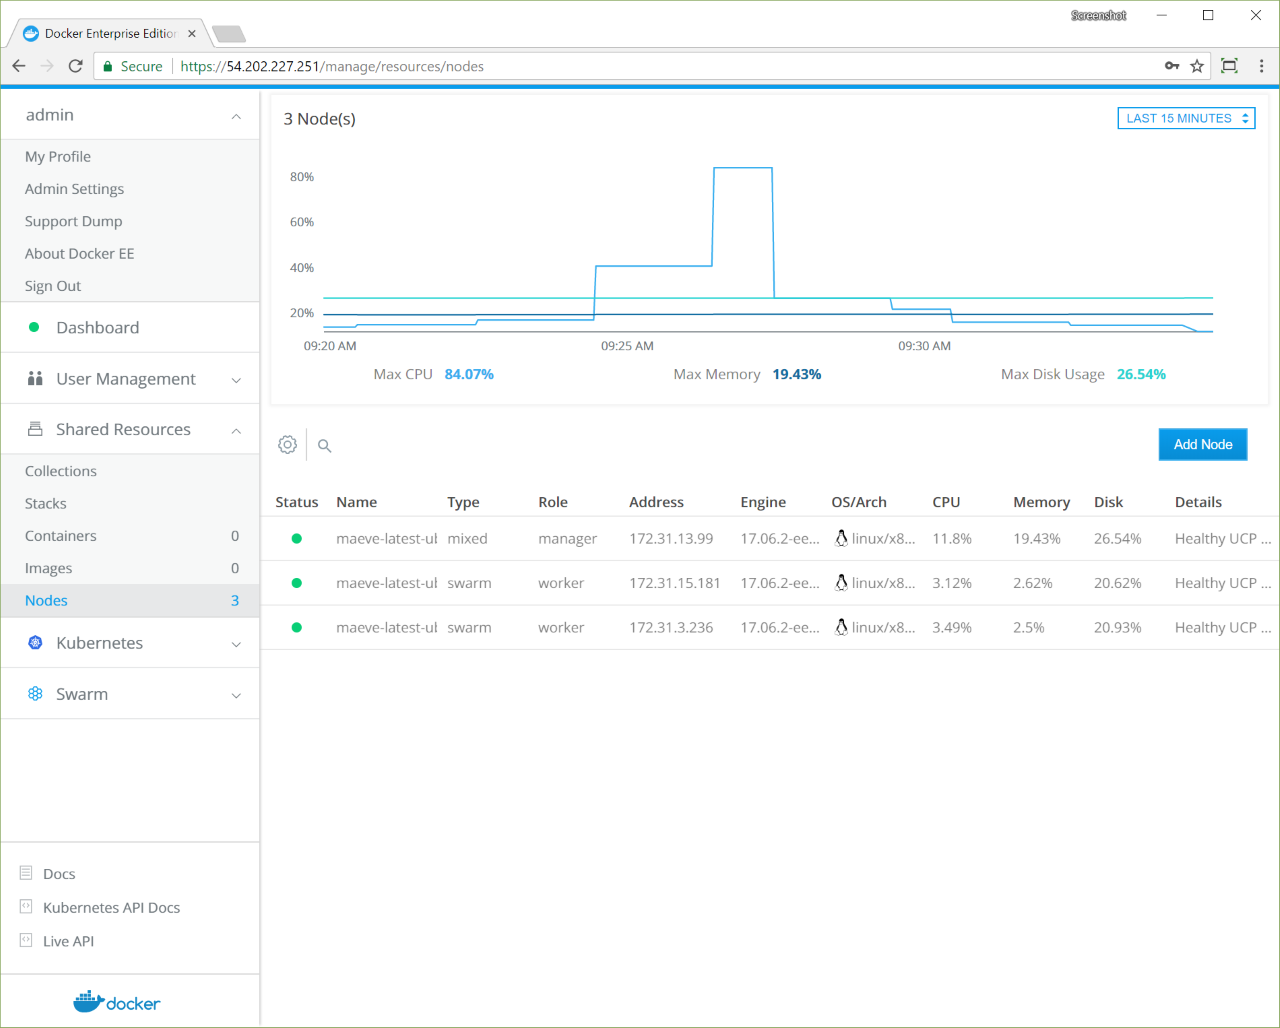 Screenshot
Docker Enterprise Edition
Secure https://54.202.227.251/manage/resources/nodes
admin
My Profile
Admin Settings
Support Dump
About Docker EE
Sign Out
Dashboard
User Management
Shared Resources
Collections
Stacks
Containers 0
Images 0
Nodes 3
Kubernetes
Swarm
Docs
Kubernetes API Docs
Live API
docker
3 Node(s)
LAST 15 MINUTES
80%
60%
40%
20%
09:20 AM 09:25 AM 09:30 AM
Max CPU 84.07% Max Memory 19.43% Max Disk Usage 26.54%
Add Node
Status Name Type Role Address Engine OS/Arch CPU Memory Disk Details
maeve-latest-ub mixed manager 172.31.13.99 17.06.2-ee... linux/x8... 11.8% 19.43% 26.54% Healthy UCP ...
maeve-latest-ub swarm worker 172.31.15.181 17.06.2-ee... linux/x8... 3.12% 2.62% 20.62% Healthy UCP ...
maeve-latest-ub swarm worker 172.31.3.236 17.06.2-ee... linux/x8... 3.49% 2.5% 20.93% Healthy UCP ...